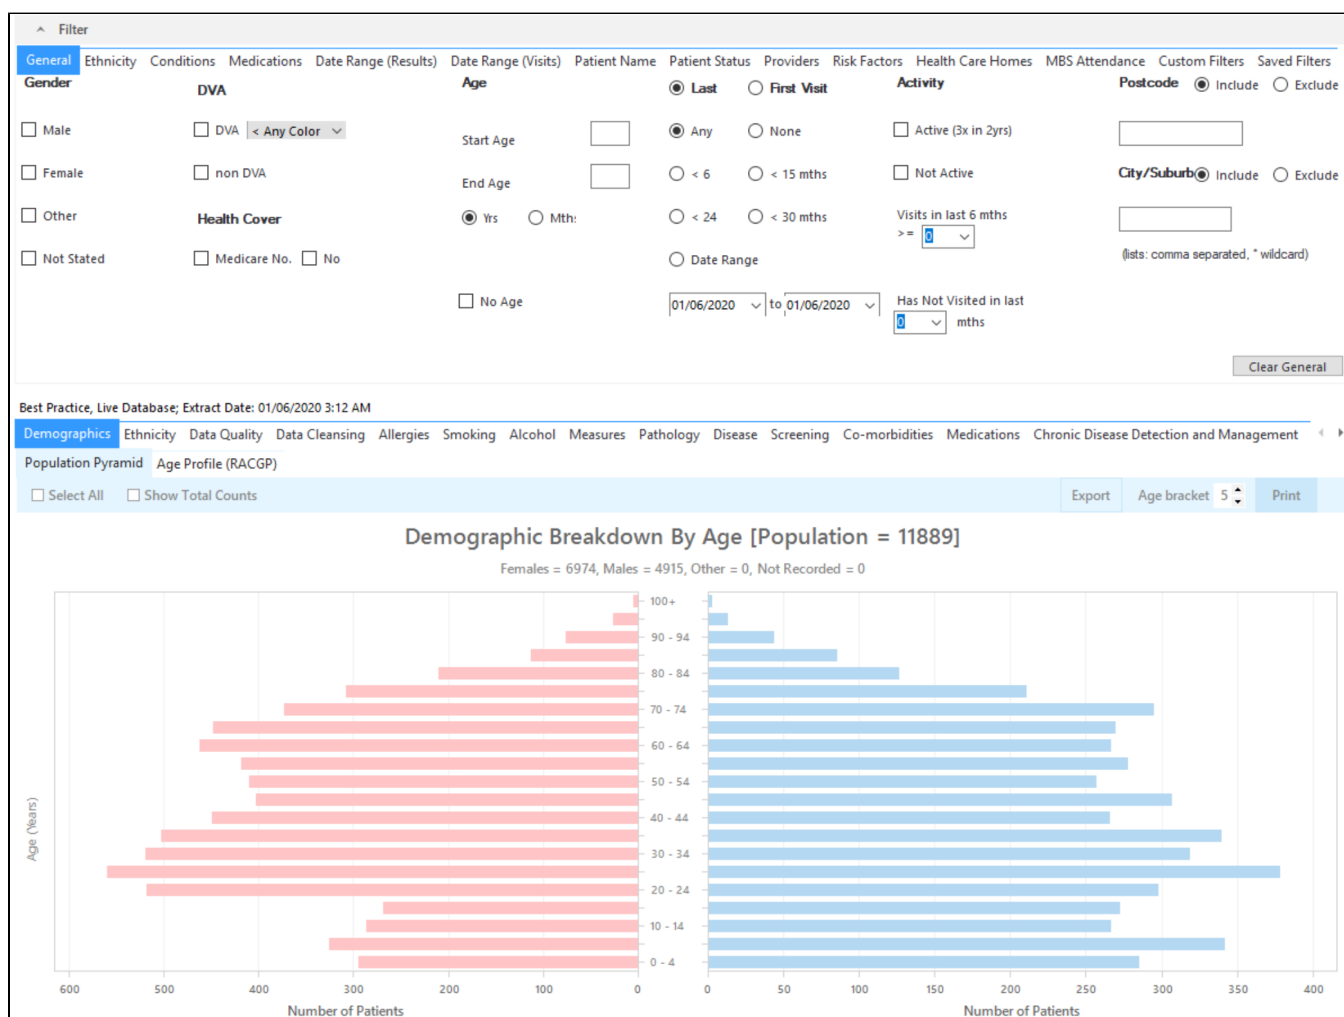 Filter
General Ethnicity Conditions Medications Date Range (Results) Date Range (Visits) Patient Name Patient Status Providers Risk Factors Health Care Homes MBS Attendance Custom Filters Saved Filters
Gender DVA Age Last First Visit Activity Postcode Include Exclude
Male DVA < Any Color Start Age Any None Active (3x in 2yrs)
Female non DVA End Age < 6 < 15 mths Not Active City/Suburb Include Exclude
Other Health Cover Yrs Mths < 24 < 30 mths Visits in last 6 mths
>= 0
Not Stated Medicare No. No Date Range (lists: comma separated, * wildcard)
No Age 01/06/2020 to 01/06/2020 Has Not Visited in last
0 mths
Clear General
Best Practice, Live Database; Extract Date: 01/06/2020 3:12 AM
Demographics Ethnicity Data Quality Data Cleansing Allergies Smoking Alcohol Measures Pathology Disease Screening Co-morbidities Medications Chronic Disease Detection and Management
Population Pyramid Age Profile (RACGP)
Select All Show Total Counts Export Age bracket 5 Print
Demographic Breakdown By Age [Population = 11889]
Females = 6974, Males = 4915, Other = 0, Not Recorded = 0
100+
90 - 94
80 - 84
70 - 74
60 - 64
50 - 54
40 - 44
30 - 34
20 - 24
10 - 14
0 - 4
Age (Years)
600 500 400 300 200 100 0 0 50 100 150 200 250 300 350 400
Number of Patients Number of Patients